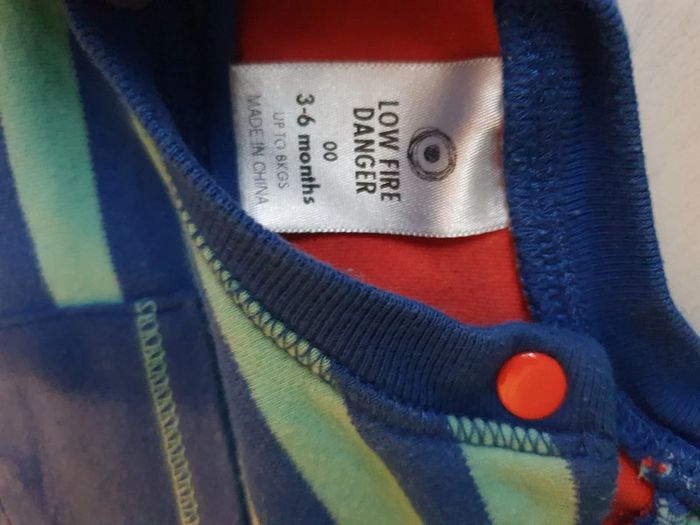 LOW FIRE
DANGER
00
3-6 months
UP TO 8KGS
MADE IN CHINA